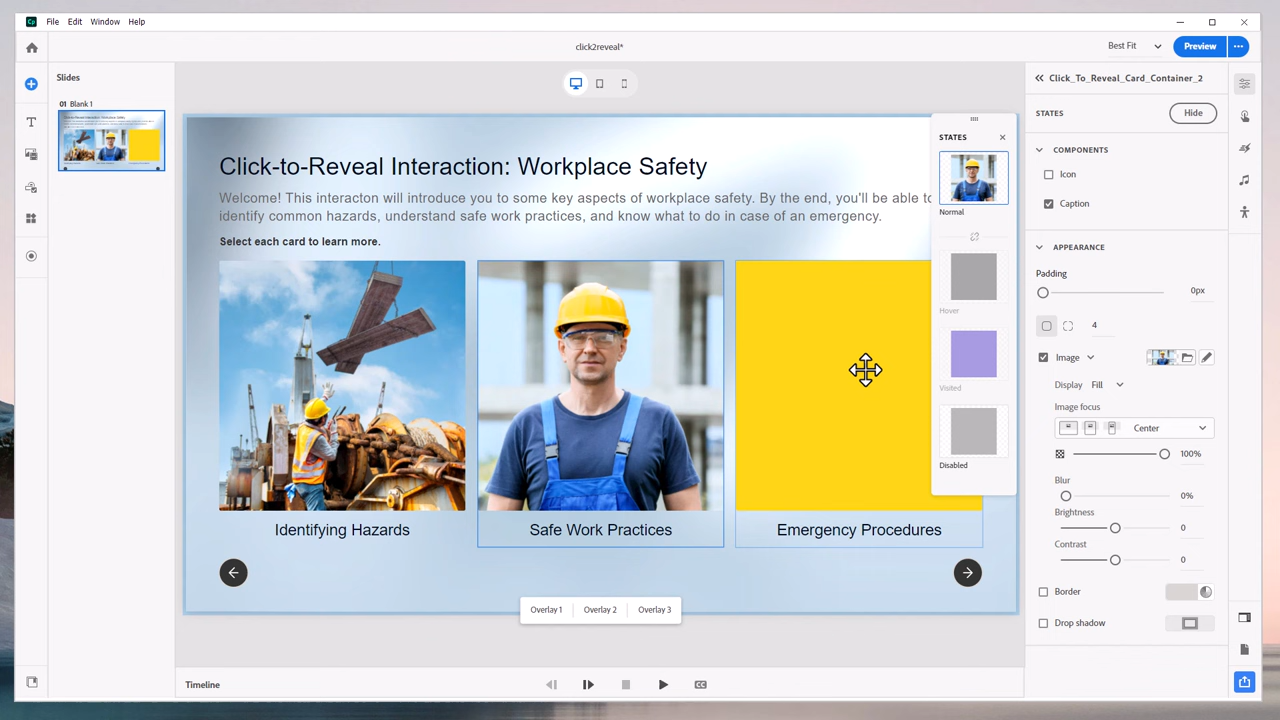 Cp File Edit Window Help
click2reveal*
Best Fit
Preview
Slides
01 Blank 1
Click-to-Reveal Interaction: Workplace Safety
Welcome! This interacton will introduce you to some key aspects of workplace safety. By the end, you'll be able to
identify common hazards, understand safe work practices, and know what to do in case of an emergency.
Select each card to learn more.
Identifying Hazards
Safe Work Practices
Emergency Procedures
Overlay 1 Overlay 2 Overlay 3
Timeline
CC
STATES
Normal
Hover
Visited
Disabled
Click_To_Reveal_Card_Container_2
STATES Hide
COMPONENTS
Icon
Caption
APPEARANCE
Padding
0px
4
Image
Display Fill
Image focus
Center
100%
Blur
0%
Brightness
0
Contrast
0
Border
Drop shadow